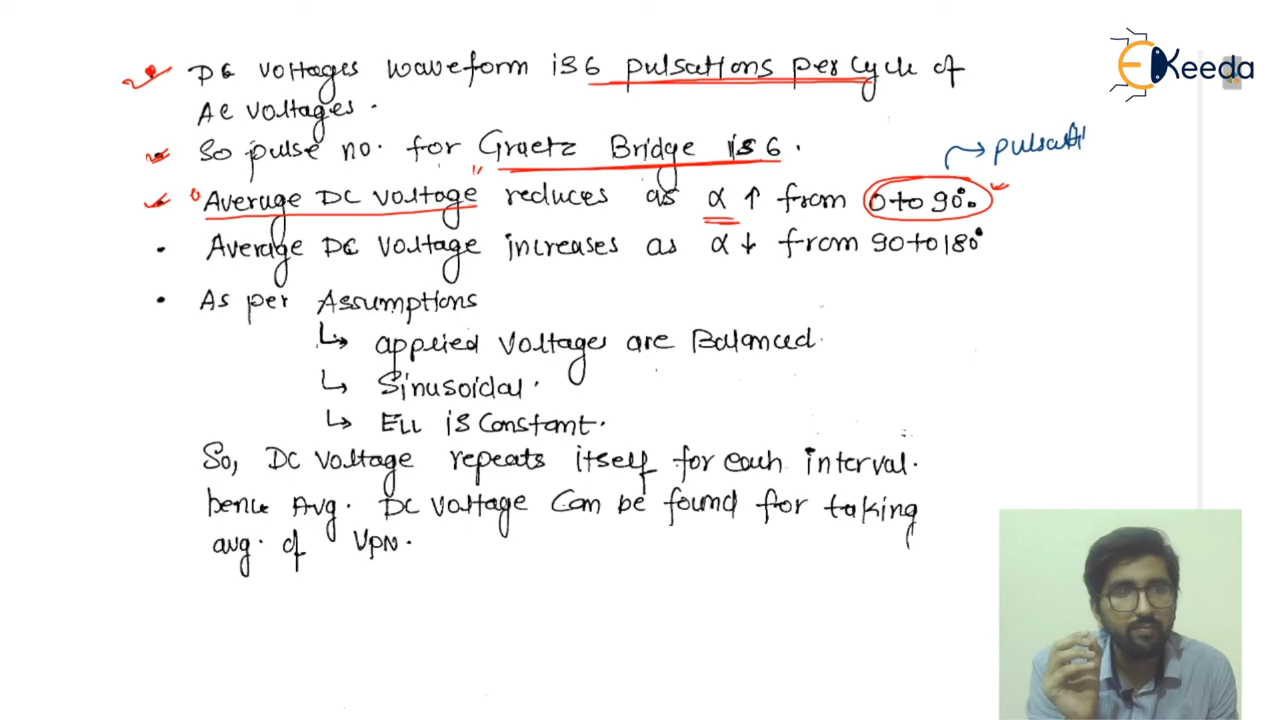 EKeeda
• DC voltages waveform is 6 pulsations per cycle of
AC voltages.
• So pulse no. for Graetz Bridge is 6.
→ pulsati
• "Average DC voltage" reduces as α ↑ from 0 to 90°.
• Average DC voltage increases as α ↓ from 90 to 180°
• As per Assumptions
↳ applied voltages are Balanced.
↳ Sinusoidal.
↳ ELL is Constant.
So, DC voltage repeats itself for each interval.
hence Avg. DC voltage can be found for taking
avg. of VPN.